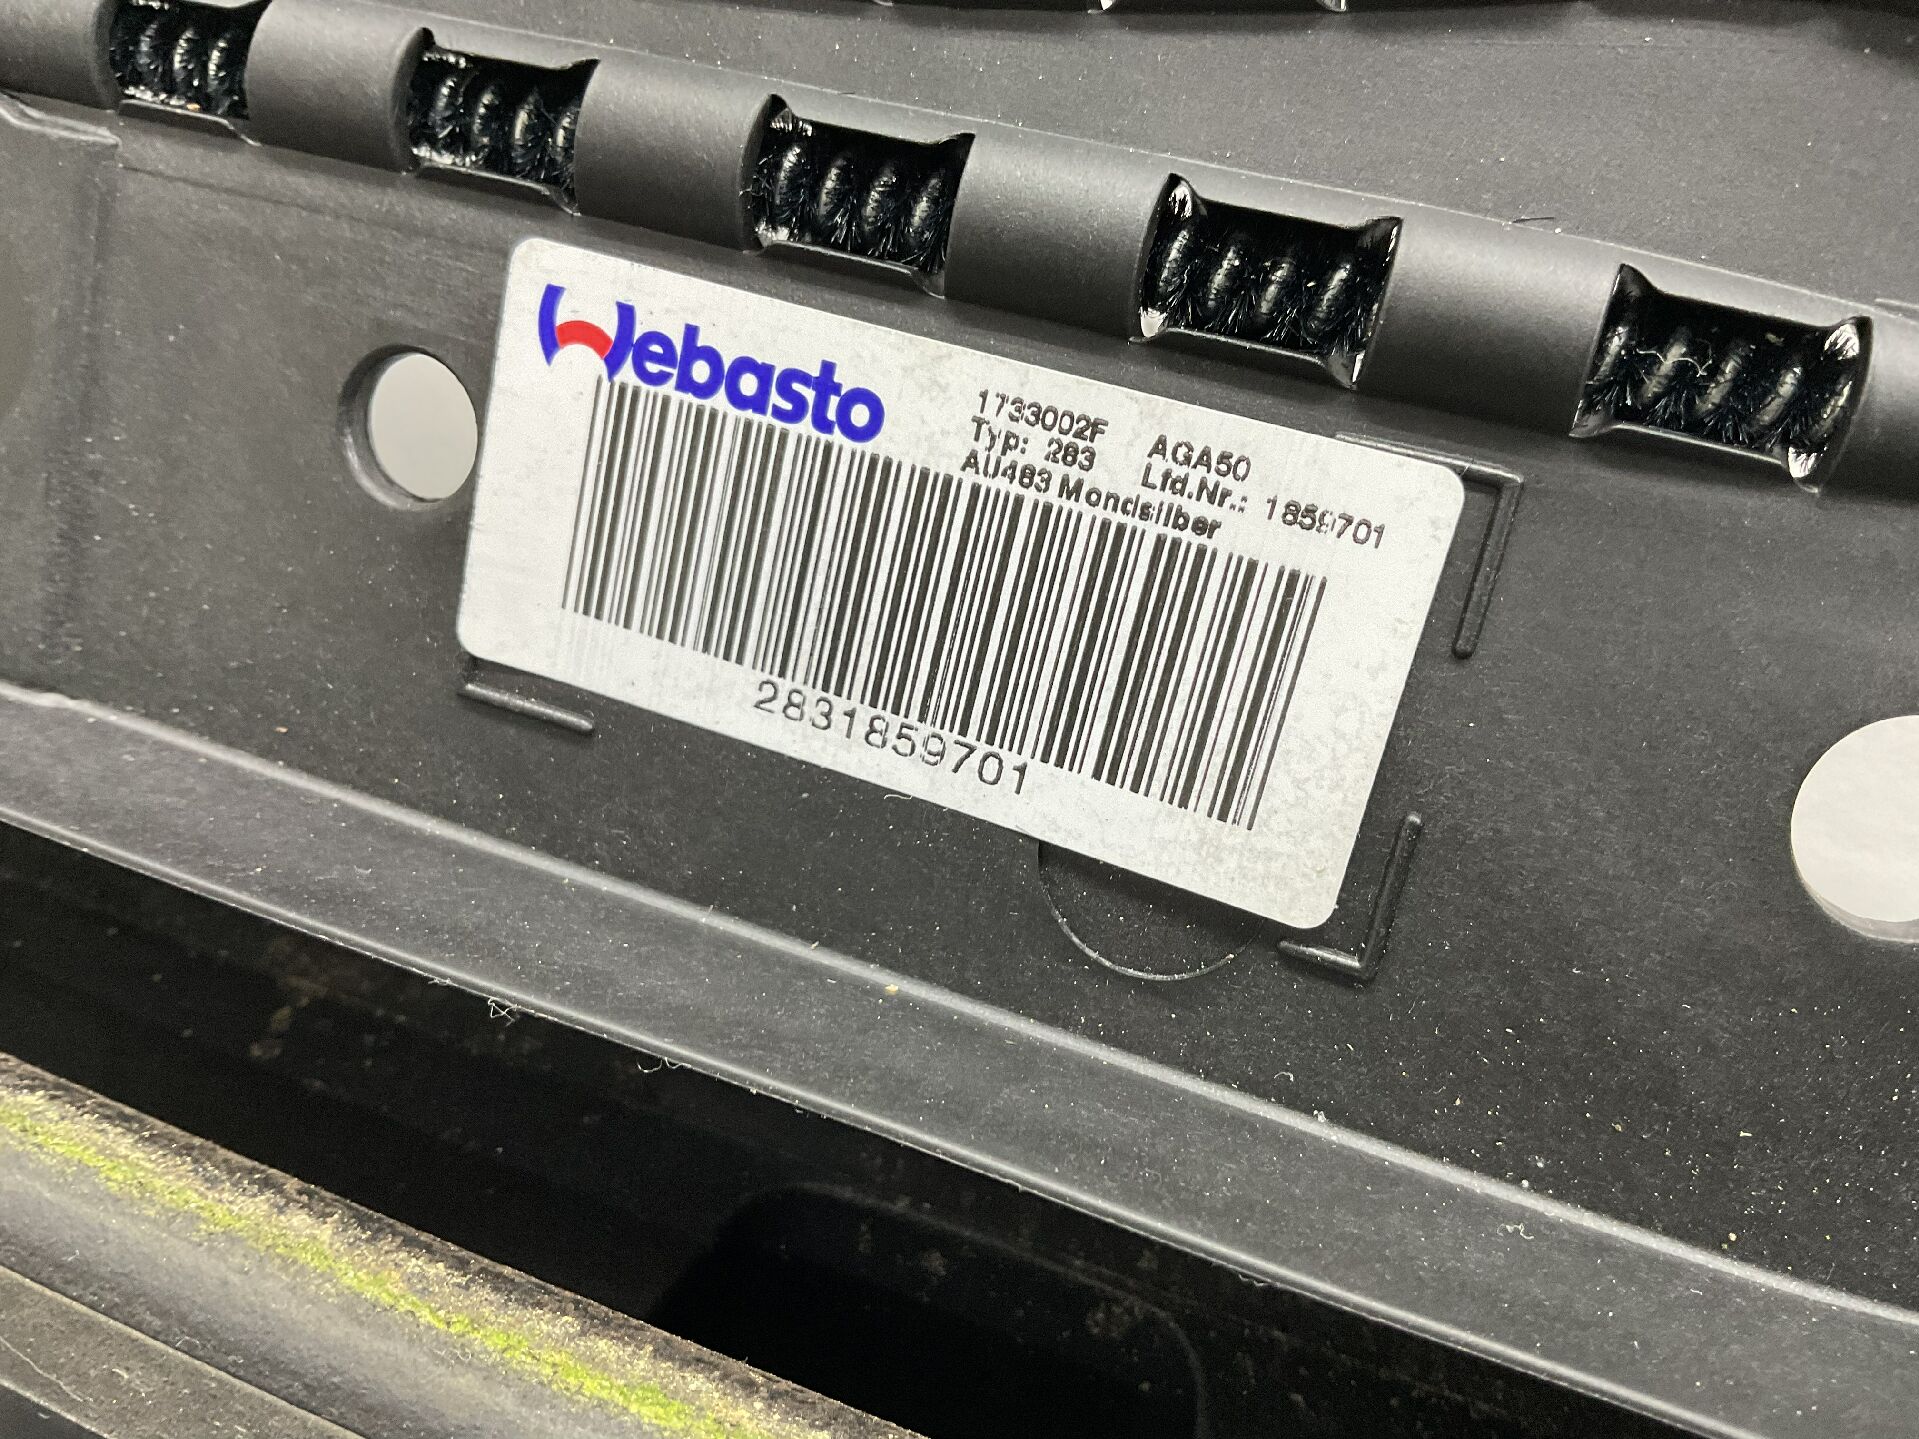 Webasto
1733002F AGA50
Typ: 283 Lfd.Nr.: 1859701
AU483 Mondsilber
2831859701